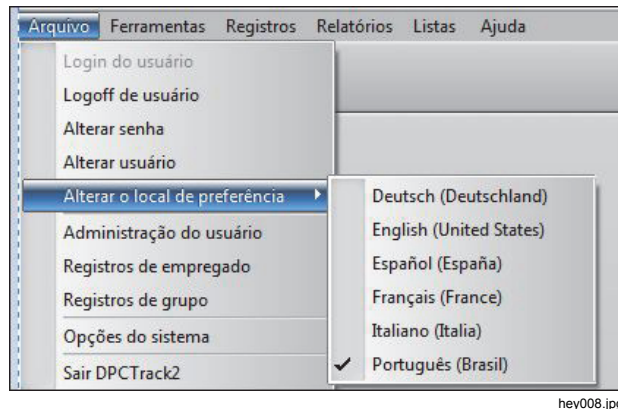 Arquivo Ferramentas Registros Relatórios Listas Ajuda
Login do usuário
Logoff de usuário
Alterar senha
Alterar usuário
Alterar o local de preferência
Administração do usuário
Registros de empregado
Registros de grupo
Opções do sistema
Sair DPCTrack2
Deutsch (Deutschland)
English (United States)
Español (España)
Français (France)
Italiano (Italia)
Português (Brasil)
hey008.jpg